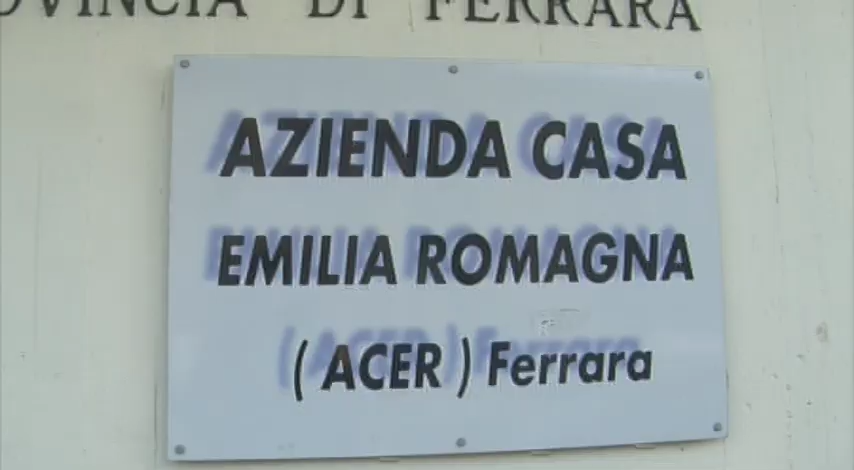 OVINCIA DI FERRARA
AZIENDA CASA
EMILIA ROMAGNA
( ACER ) Ferrara